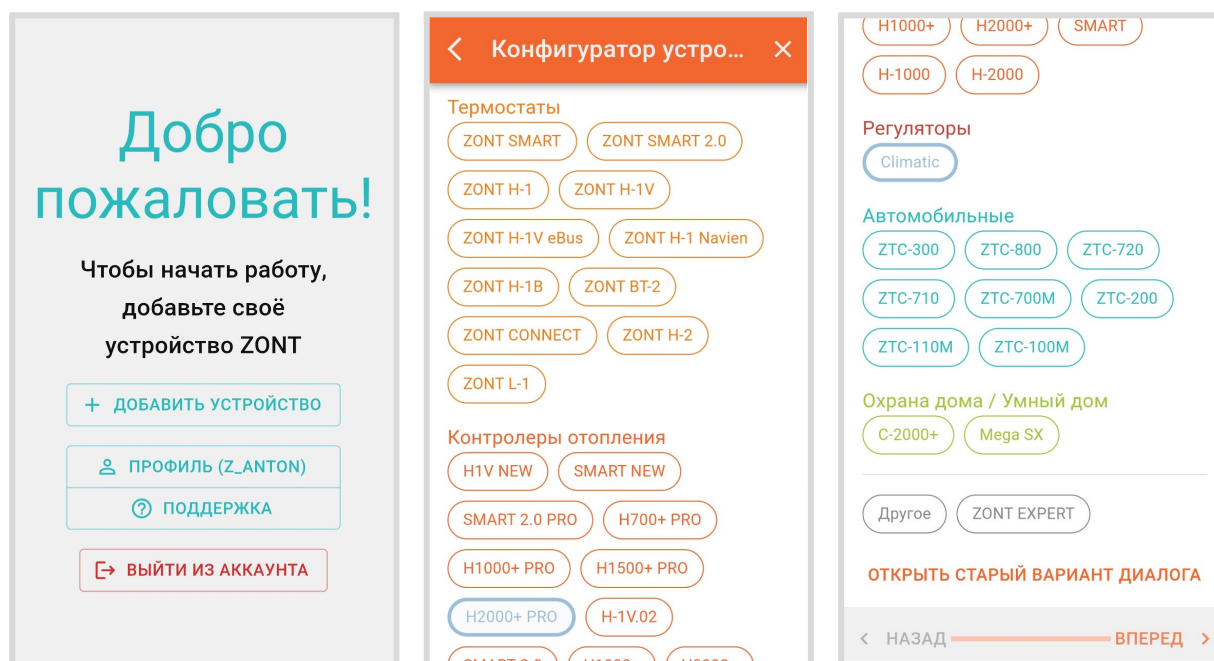 Добро
пожаловать!
Чтобы начать работу,
добавьте своё
устройство ZONT
+ ДОБАВИТЬ УСТРОЙСТВО
ПРОФИЛЬ (Z_ANTON)
ПОДДЕРЖКА
ВЫЙТИ ИЗ АККАУНТА
Конфигуратор устро...
Термостаты
ZONT SMART ZONT SMART 2.0
ZONT H-1 ZONT H-1V
ZONT H-1V eBus ZONT H-1 Navien
ZONT H-1B ZONT BT-2
ZONT CONNECT ZONT H-2
ZONT L-1
Контролеры отопления
H1V NEW SMART NEW
SMART 2.0 PRO H700+ PRO
H1000+ PRO H1500+ PRO
H2000+ PRO H-1V.02
H1000+ H2000+ SMART
H-1000 H-2000
Регуляторы
Climatic
Автомобильные
ZTC-300 ZTC-800 ZTC-720
ZTC-710 ZTC-700M ZTC-200
ZTC-110M ZTC-100M
Охрана дома / Умный дом
C-2000+ Mega SX
Другое ZONT EXPERT
ОТКРЫТЬ СТАРЫЙ ВАРИАНТ ДИАЛОГА
НАЗАД ВПЕРЕД